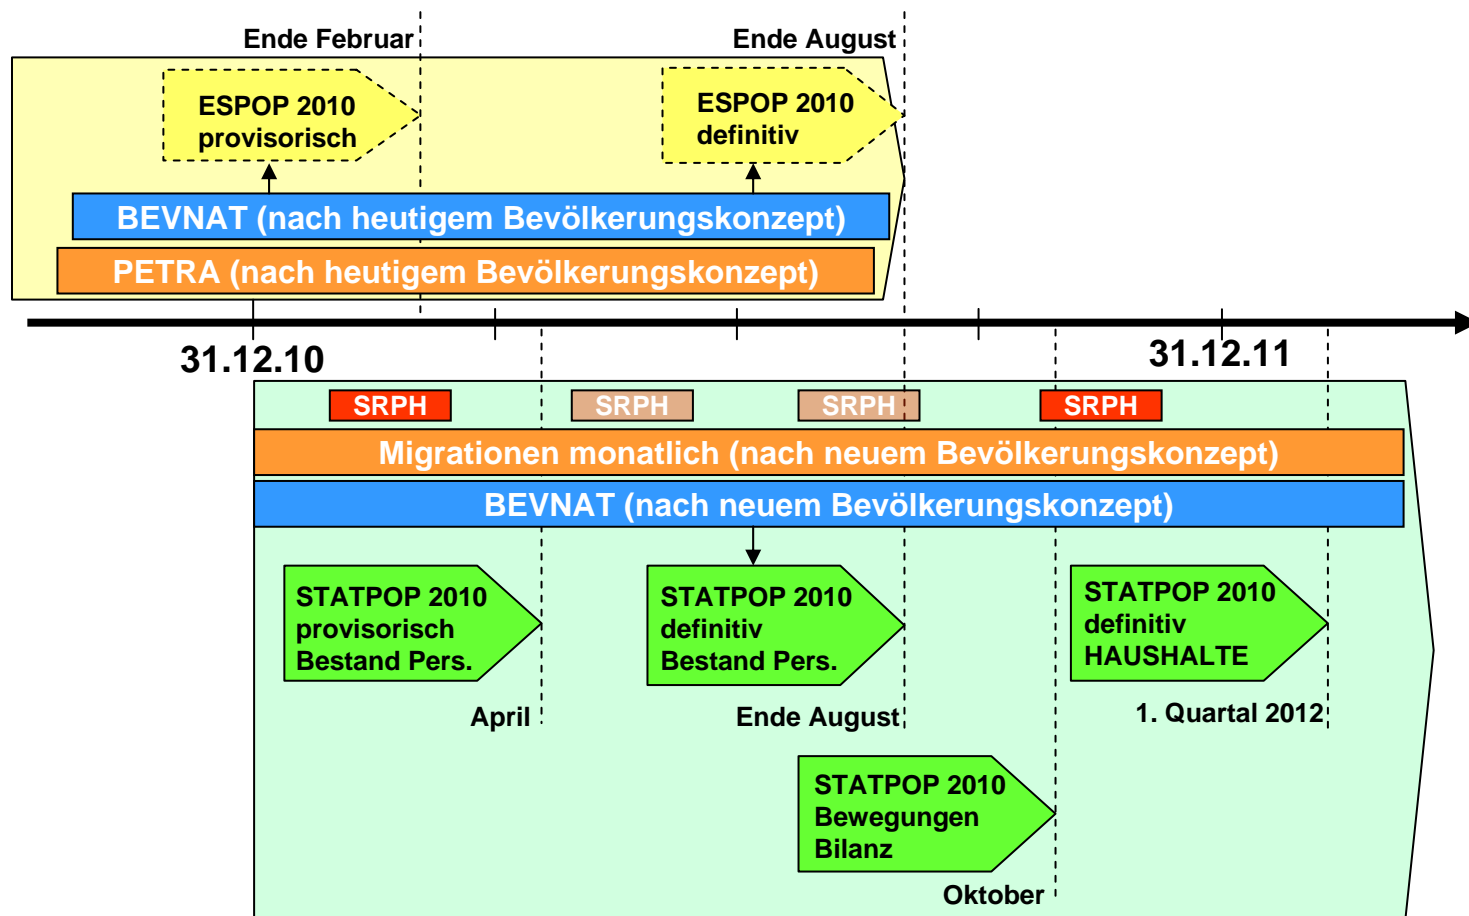 Ende Februar
Ende August
ESPOP 2010
provisorisch
ESPOP 2010
definitiv
BEVNAT (nach heutigem Bevölkerungskonzept)
PETRA (nach heutigem Bevölkerungskonzept)
31.12.10
31.12.11
SRPH
SRPH
SRPH
SRPH
Migrationen monatlich (nach neuem Bevölkerungskonzept)
BEVNAT (nach neuem Bevölkerungskonzept)
STATPOP 2010
provisorisch
Bestand Pers.
STATPOP 2010
definitiv
Bestand Pers.
STATPOP 2010
definitiv
HAUSHALTE
April
Ende August
1. Quartal 2012
STATPOP 2010
Bewegungen
Bilanz
Oktober